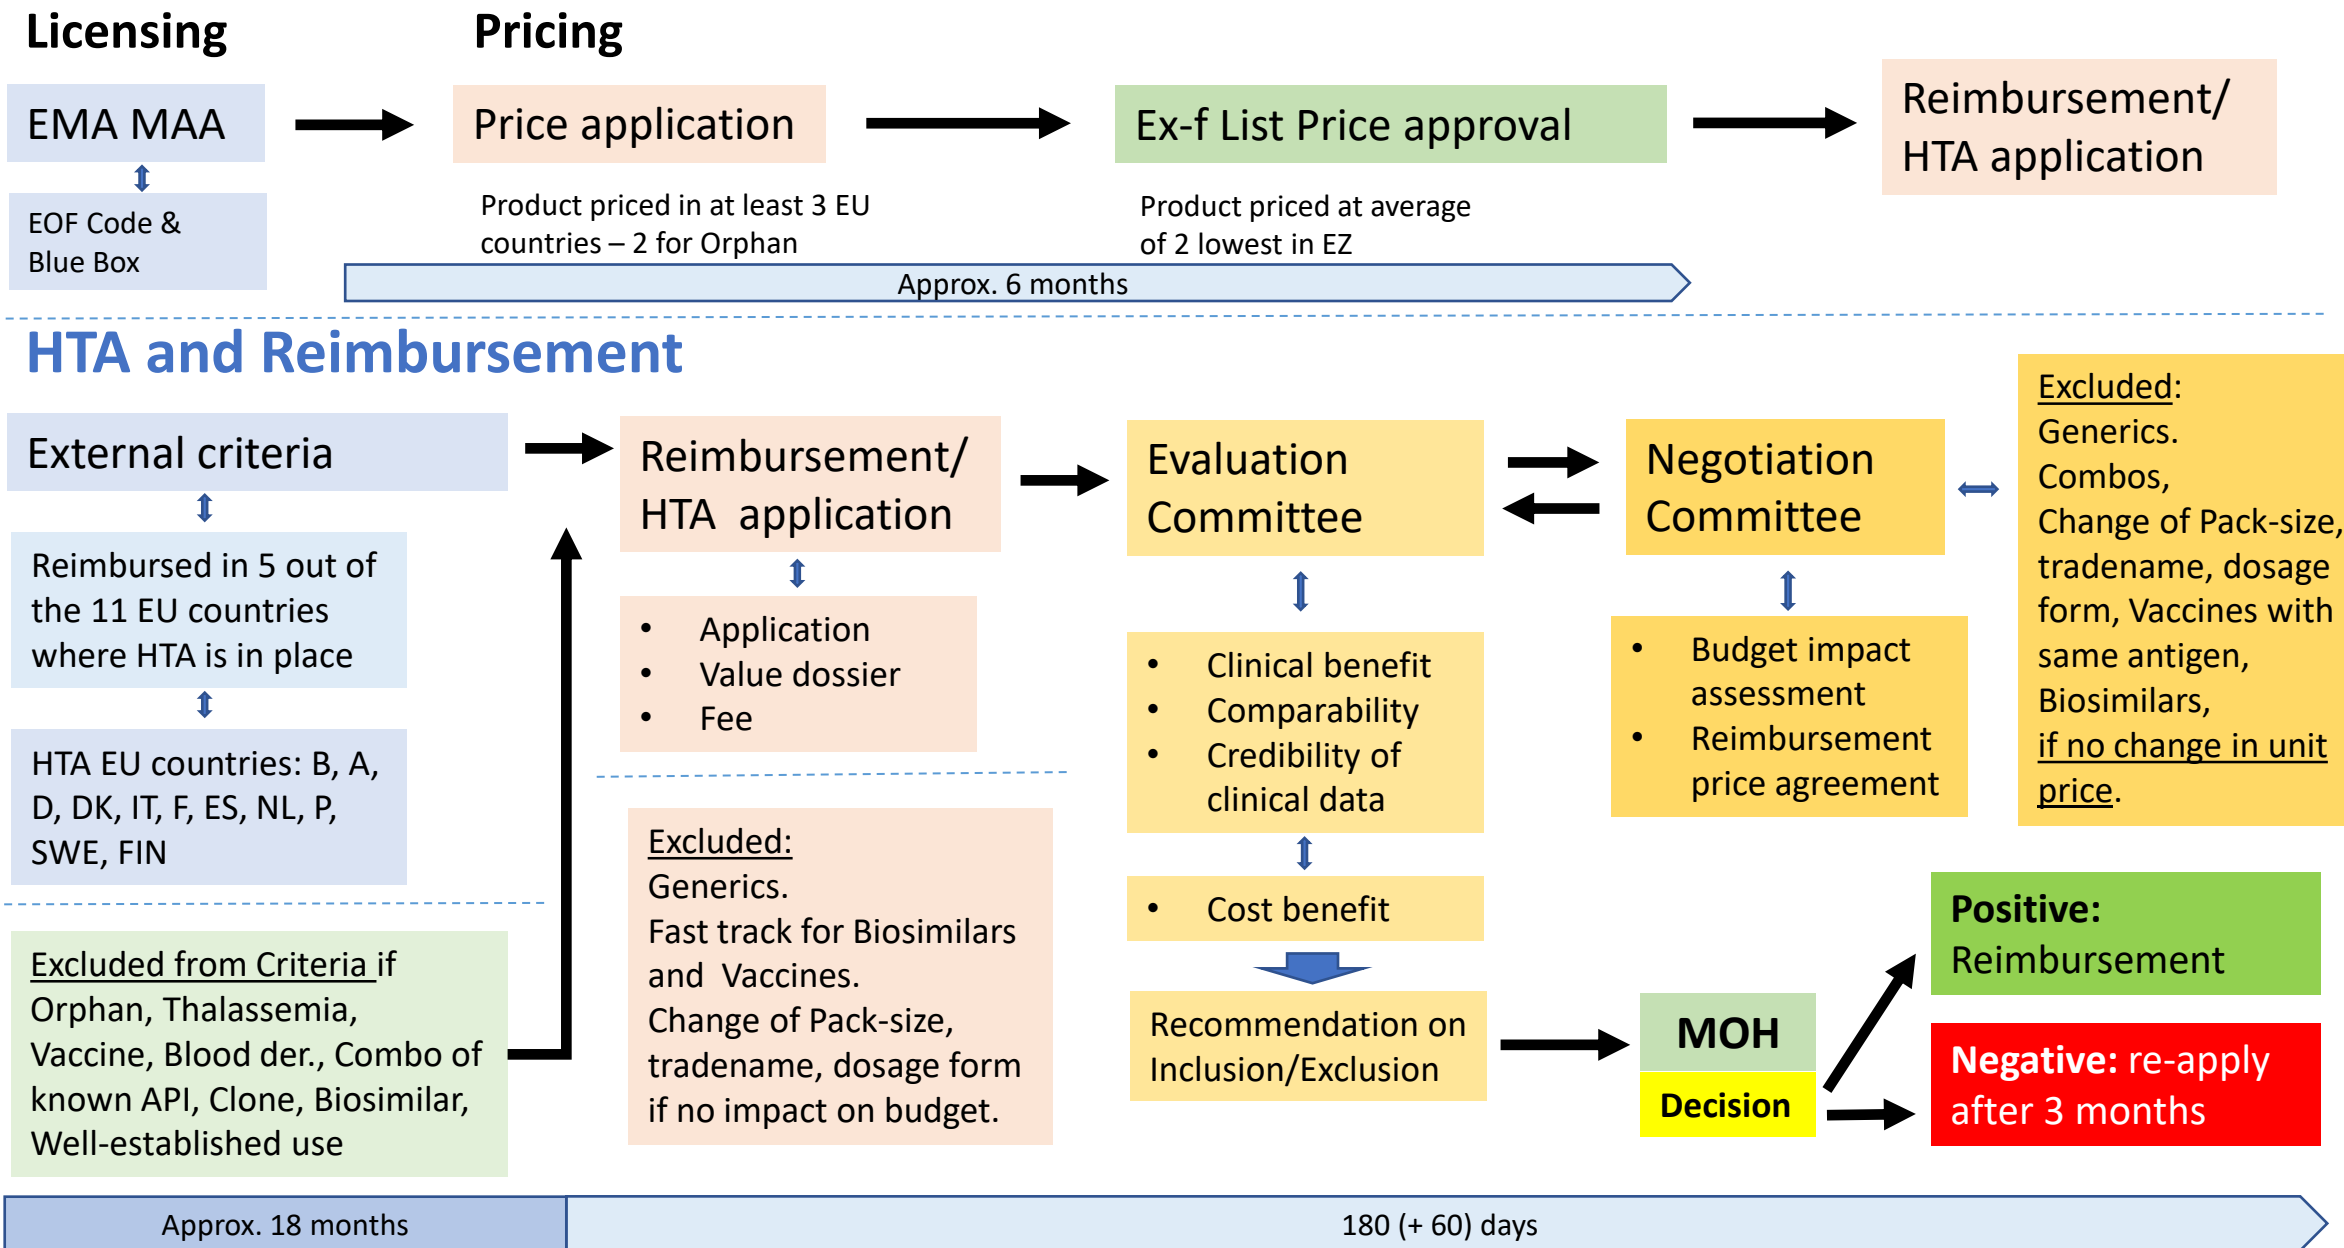 Licensing
Pricing
EMA MAA
Price application
Ex-f List Price approval
Reimbursement/
HTA application
EOF Code &
Blue Box
Product priced in at least 3 EU
countries – 2 for Orphan
Product priced at average
of 2 lowest in EZ
Approx. 6 months
HTA and Reimbursement
External criteria
Reimbursed in 5 out of
the 11 EU countries
where HTA is in place
HTA EU countries: B, A,
D, DK, IT, F, ES, NL, P,
SWE, FIN
Excluded from Criteria if
Orphan, Thalassemia,
Vaccine, Blood der., Combo of
known API, Clone, Biosimilar,
Well-established use
Reimbursement/
HTA application
• Application
• Value dossier
• Fee
Excluded:
Generics.
Fast track for Biosimilars
and Vaccines.
Change of Pack-size,
tradename, dosage form
if no impact on budget.
Evaluation
Committee
• Clinical benefit
• Comparability
• Credibility of
clinical data
• Cost benefit
Recommendation on
Inclusion/Exclusion
Negotiation
Committee
• Budget impact
assessment
• Reimbursement
price agreement
Excluded:
Generics.
Combos,
Change of Pack-size,
tradename, dosage
form, Vaccines with
same antigen,
Biosimilars,
if no change in unit
price.
MOH
Decision
Positive:
Reimbursement
Negative: re-apply
after 3 months
Approx. 18 months
180 (+ 60) days